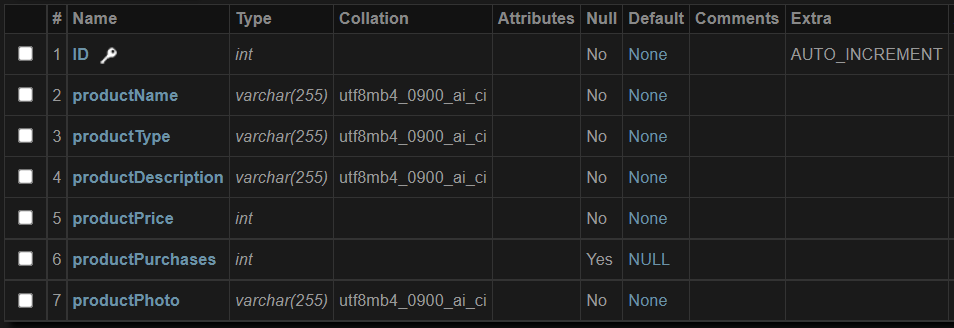 # Name Type Collation Attributes Null Default Comments Extra
1 ID int No None AUTO_INCREMENT
2 productName varchar(255) utf8mb4_0900_ai_ci No None
3 productType varchar(255) utf8mb4_0900_ai_ci No None
4 productDescription varchar(255) utf8mb4_0900_ai_ci No None
5 productPrice int No None
6 productPurchases int Yes NULL
7 productPhoto varchar(255) utf8mb4_0900_ai_ci No None